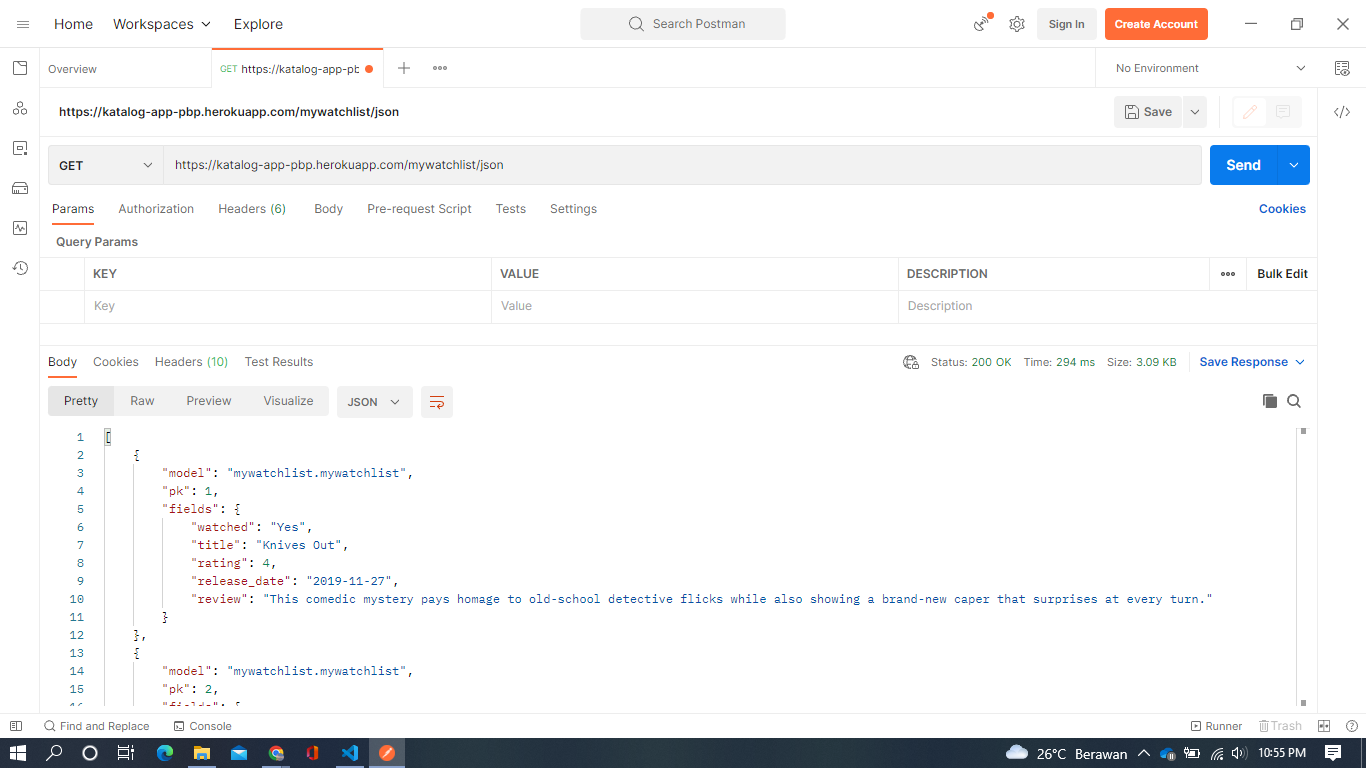 Home Workspaces Explore Search Postman Sign In Create Account
Overview GET https://katalog-app-pb No Environment
https://katalog-app-pbp.herokuapp.com/mywatchlist/json Save
GET https://katalog-app-pbp.herokuapp.com/mywatchlist/json Send
Params Authorization Headers (6) Body Pre-request Script Tests Settings Cookies
Query Params
KEY VALUE DESCRIPTION Bulk Edit
Key Value Description
Body Cookies Headers (10) Test Results Status: 200 OK Time: 294 ms Size: 3.09 KB Save Response
Pretty Raw Preview Visualize JSON
1 [
2 {
3 "model": "mywatchlist.mywatchlist",
4 "pk": 1,
5 "fields": {
6 "watched": "Yes",
7 "title": "Knives Out",
8 "rating": 4,
9 "release_date": "2019-11-27",
10 "review": "This comedic mystery pays homage to old-school detective flicks while also showing a brand-new caper that surprises at every turn."
11 }
12 },
13 {
14 "model": "mywatchlist.mywatchlist",
15 "pk": 2,
16 "fields": {
Find and Replace Console Runner Trash
26°C Berawan 10:55 PM